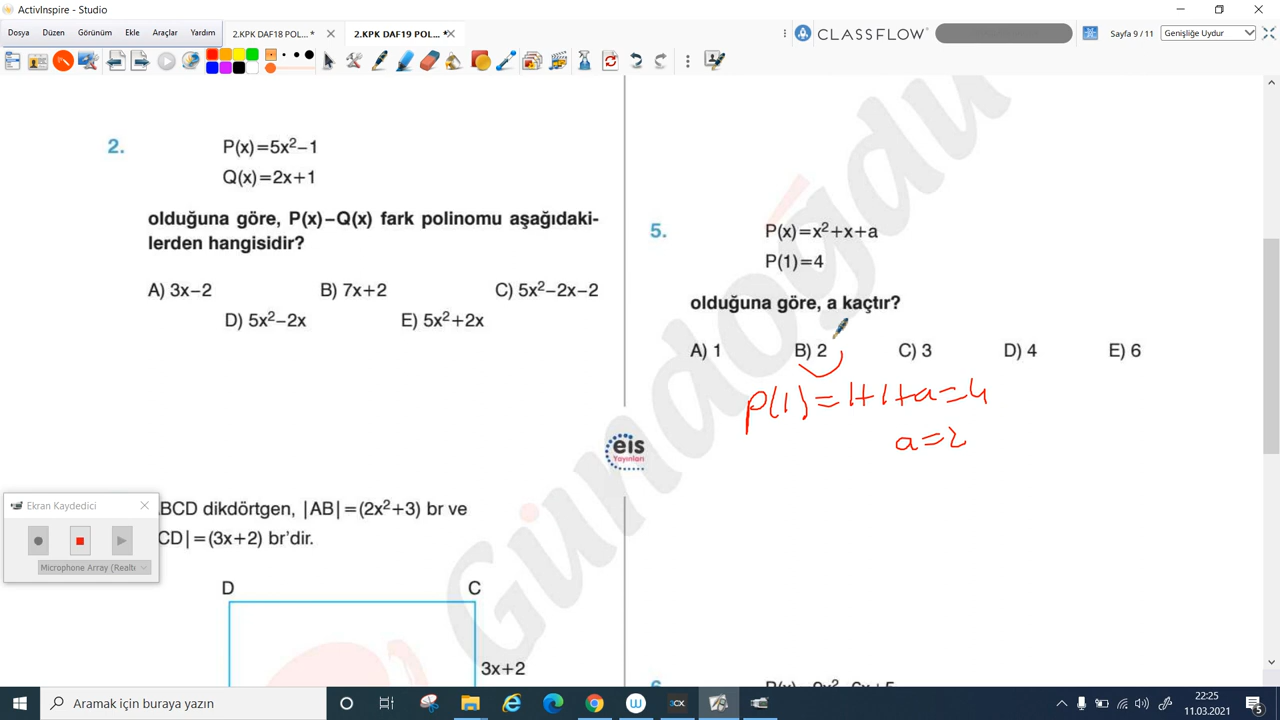 ActivInspire - Studio
Dosya Düzen Görünüm Ekle Araçlar Yardım
2.KPK DAF18 POL... *
2.KPK DAF19 POL... *
CLASSFLOW
Sayfa 9 / 11
Genişliğe Uydur
2.
P(x)=5x²−1
Q(x)=2x+1
olduğuna göre, P(x)−Q(x) fark polinomu aşağıdaki-
lerden hangisidir?
A) 3x−2 B) 7x+2 C) 5x²−2x−2
D) 5x²−2x E) 5x²+2x
BCD dikdörtgen, |AB|=(2x²+3) br ve
CD|=(3x+2) br'dir.
D C
3x+2
eis
Yayınları
Gündoğdu
5.
P(x)=x²+x+a
P(1)=4
olduğuna göre, a kaçtır?
A) 1 B) 2 C) 3 D) 4 E) 6
P(1)=1+1+a=4
a=2
Ekran Kaydedici
Microphone Array (Realt
Aramak için buraya yazın
22:25
11.03.2021
5